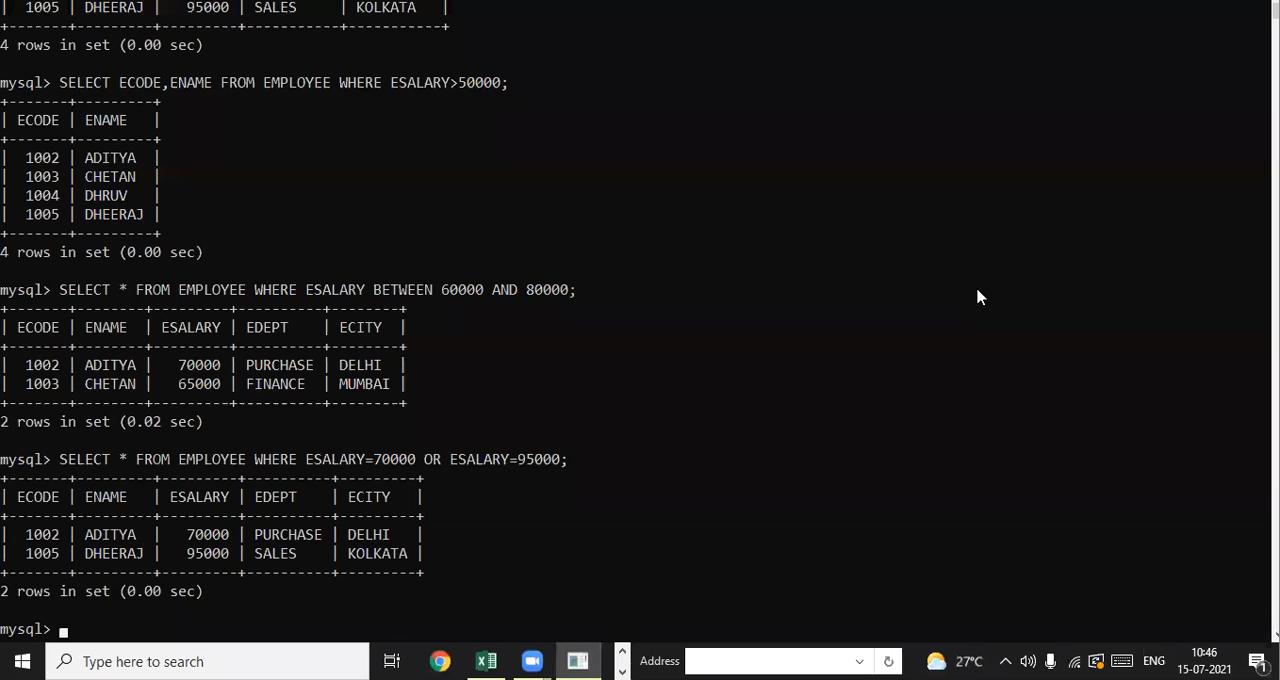 |  1005 | DHEERAJ |    95000 | SALES    | KOLKATA |
+-------+---------+----------+----------+---------+
4 rows in set (0.00 sec)
mysql> SELECT ECODE,ENAME FROM EMPLOYEE WHERE ESALARY>50000;
+-------+---------+
| ECODE | ENAME   |
+-------+---------+
|  1002 | ADITYA  |
|  1003 | CHETAN  |
|  1004 | DHRUV   |
|  1005 | DHEERAJ |
+-------+---------+
4 rows in set (0.00 sec)
mysql> SELECT * FROM EMPLOYEE WHERE ESALARY BETWEEN 60000 AND 80000;
+-------+--------+---------+----------+--------+
| ECODE | ENAME  | ESALARY | EDEPT    | ECITY  |
+-------+--------+---------+----------+--------+
|  1002 | ADITYA |   70000 | PURCHASE | DELHI  |
|  1003 | CHETAN |   65000 | FINANCE  | MUMBAI |
+-------+--------+---------+----------+--------+
2 rows in set (0.02 sec)
mysql> SELECT * FROM EMPLOYEE WHERE ESALARY=70000 OR ESALARY=95000;
+-------+---------+---------+----------+---------+
| ECODE | ENAME   | ESALARY | EDEPT    | ECITY   |
+-------+---------+---------+----------+---------+
|  1002 | ADITYA  |   70000 | PURCHASE | DELHI   |
|  1005 | DHEERAJ |   95000 | SALES    | KOLKATA |
+-------+---------+---------+----------+---------+
2 rows in set (0.00 sec)
mysql>
Type here to search
Address
27°C
ENG
10:46
15-07-2021
1